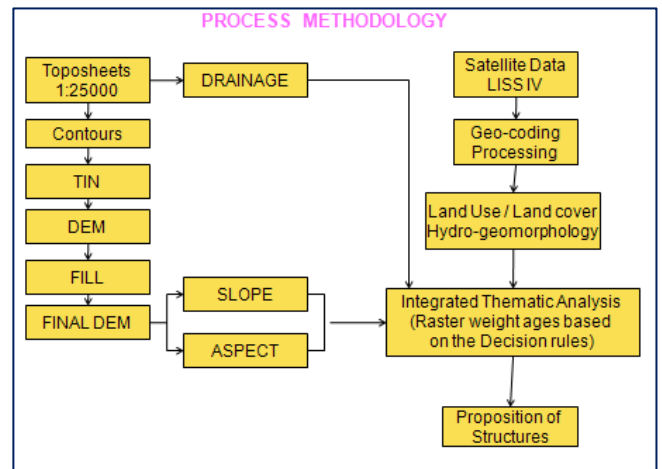 PROCESS METHODOLOGY
Toposheets
1:25000
DRAINAGE
Satellite Data
LISS IV
Contours
Geo-coding
Processing
TIN
DEM
Land Use / Land cover
Hydro-geomorphology
FILL
SLOPE
FINAL DEM
ASPECT
Integrated Thematic Analysis
(Raster weight ages based
on the Decision rules)
Proposition of
Structures